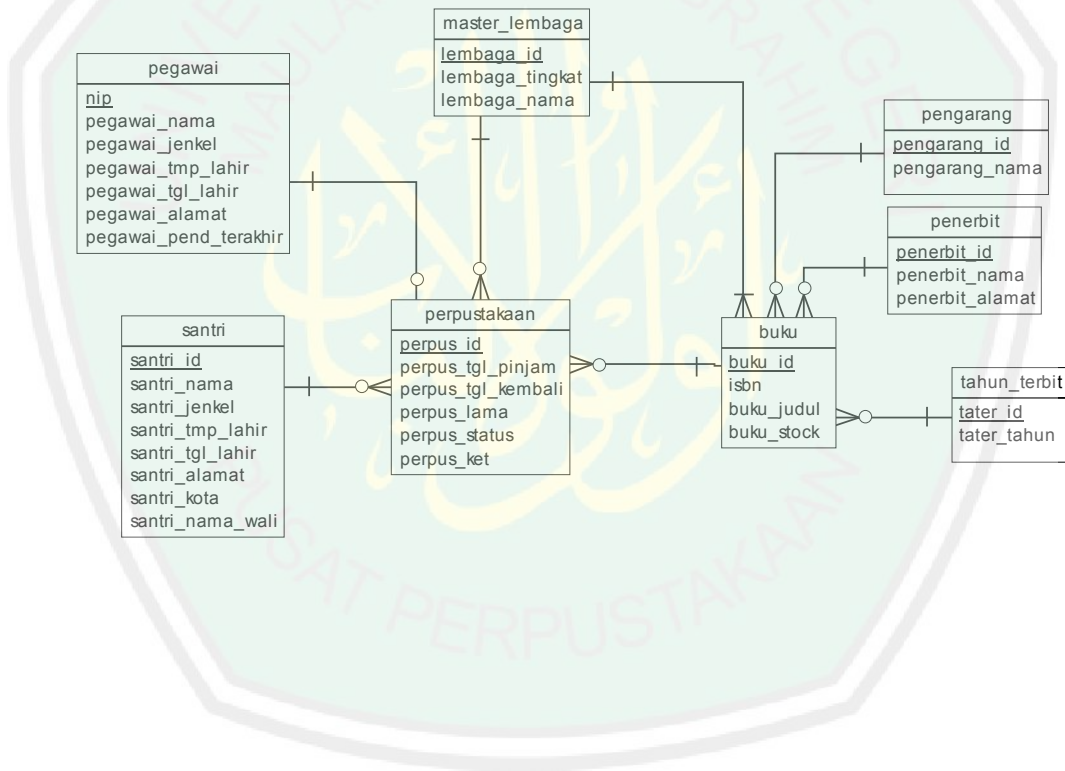 master_lembaga
lembaga_id
lembaga_tingkat
lembaga_nama
pegawai
nip
pegawai_nama
pegawai_jenkel
pegawai_tmp_lahir
pegawai_tgl_lahir
pegawai_alamat
pegawai_pend_terakhir
pengarang
pengarang_id
pengarang_nama
penerbit
penerbit_id
penerbit_nama
penerbit_alamat
santri
santri_id
santri_nama
santri_jenkel
santri_tmp_lahir
santri_tgl_lahir
santri_alamat
santri_kota
santri_nama_wali
perpustakaan
perpus_id
perpus_tgl_pinjam
perpus_tgl_kembali
perpus_lama
perpus_status
perpus_ket
buku
buku_id
isbn
buku_judul
buku_stock
tahun_terbit
tater_id
tater_tahun
PUSAT PERPUSTAKAAN